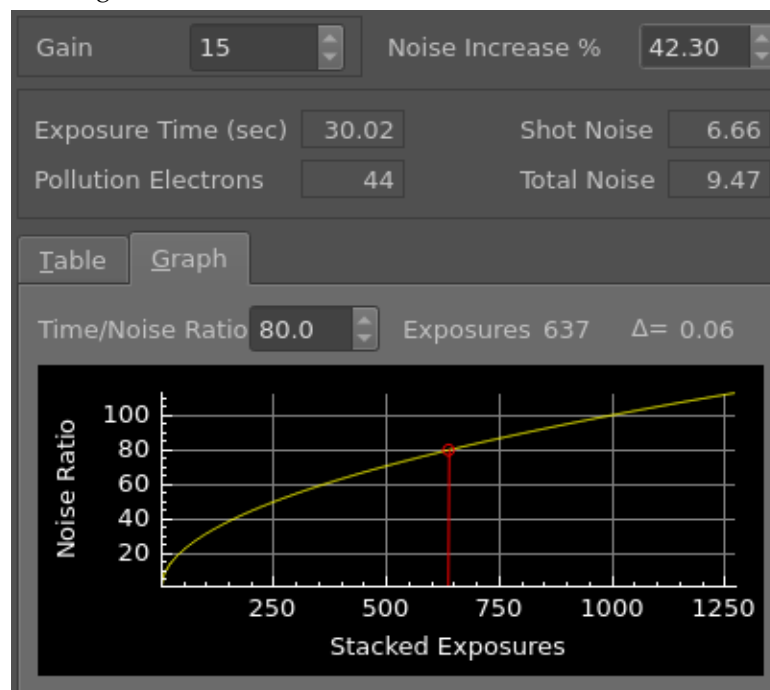 Gain 15 Noise Increase % 42.30
Exposure Time (sec) 30.02 Shot Noise 6.66
Pollution Electrons 44 Total Noise 9.47
Table Graph
Time/Noise Ratio 80.0 Exposures 637 Δ= 0.06
100
80
60
40
20
Noise Ratio
250 500 750 1000 1250
Stacked Exposures